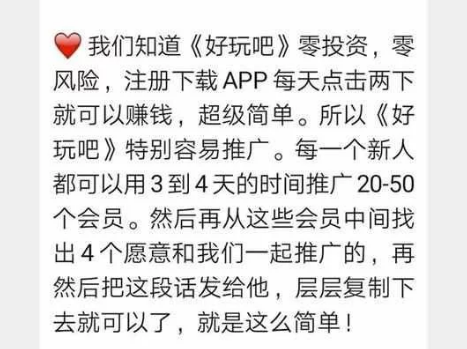 ❤️我们知道《好玩吧》零投资，零
风险，注册下载APP每天点击两下
就可以赚钱，超级简单。所以《好
玩吧》特别容易推广。每一个新人
都可以用3到4天的时间推广20-50
个会员。然后再从这些会员中间找
出4个愿意和我们一起推广的，再
然后把这段话发给他，层层复制下
去就可以了，就是这么简单！